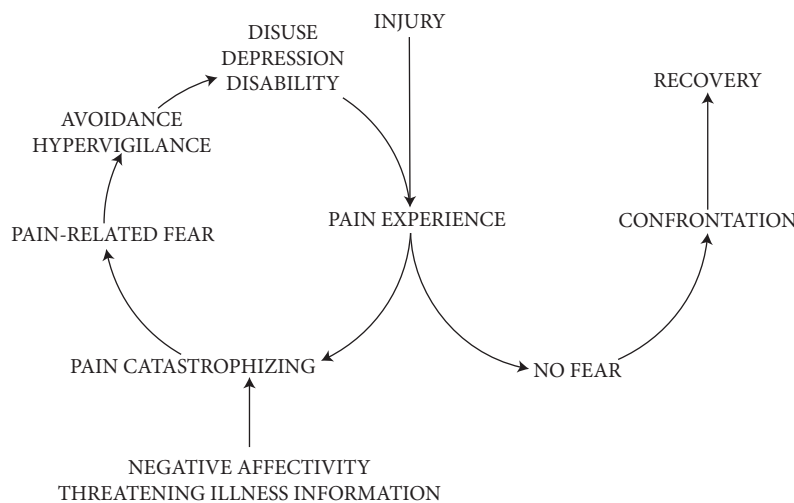 DISUSE
DEPRESSION
DISABILITY
INJURY
RECOVERY
AVOIDANCE
HYPERVIGILANCE
PAIN-RELATED FEAR
PAIN EXPERIENCE
CONFRONTATION
PAIN CATASTROPHIZING
NO FEAR
NEGATIVE AFFECTIVITY
THREATENING ILLNESS INFORMATION